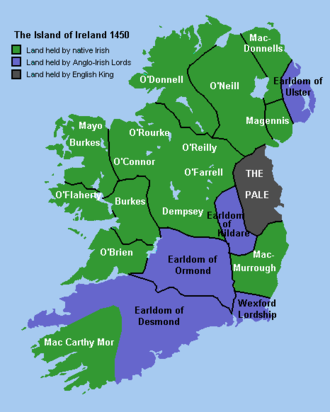 The Island of Ireland 1450
Land held by native Irish
Land held by Anglo-Irish Lords
Land held by English King
Mac-
Donnells
O'Donnell
O'Neill
Earldom of
Ulster
Magennis
Mayo
Burkes
O'Rourke
O'Reilly
O'Connor
O'Farrell
THE
PALE
O'Flaherty
Burkes
Dempsey
Earldom
of
Kildare
O'Brien
Earldom of
Ormond
Mac-
Murrough
Wexford
Lordship
Earldom of
Desmond
Mac Carthy Mor